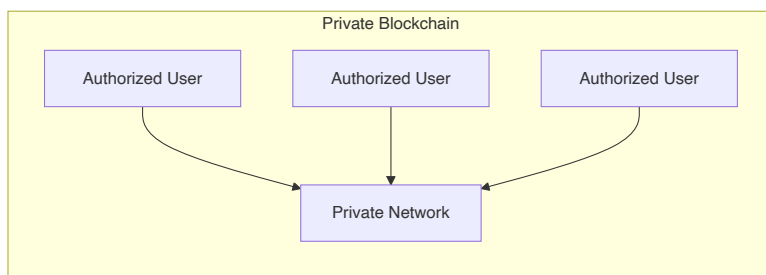 Private Blockchain
Authorized User
Authorized User
Authorized User
Private Network